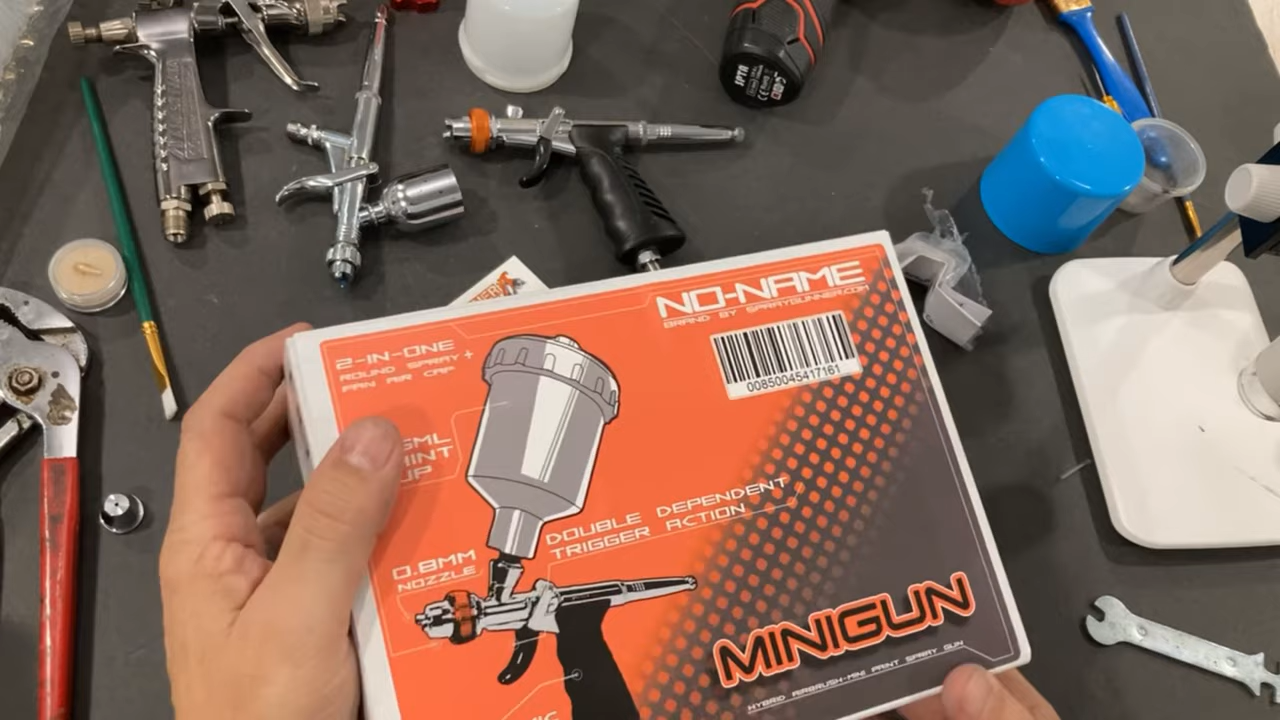 NO-NAME
BRAND BY SPRAYGUNNER.COM
00850045417161
2-IN-ONE
ROUND SPRAY +
FAN AIR CAP
DOUBLE DEPENDENT
TRIGGER ACTION
0.8MM
NOZZLE
MINIGUN
HYBRID AIRBRUSH-MINI PAINT SPRAY GUN